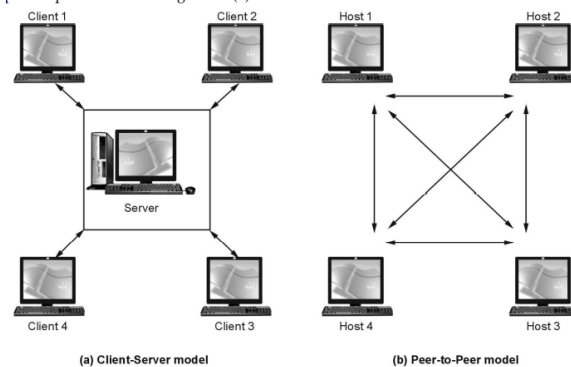 Client 1
Client 2
Host 1
Host 2
Server
Client 4
Client 3
Host 4
Host 3
(a) Client-Server model
(b) Peer-to-Peer model